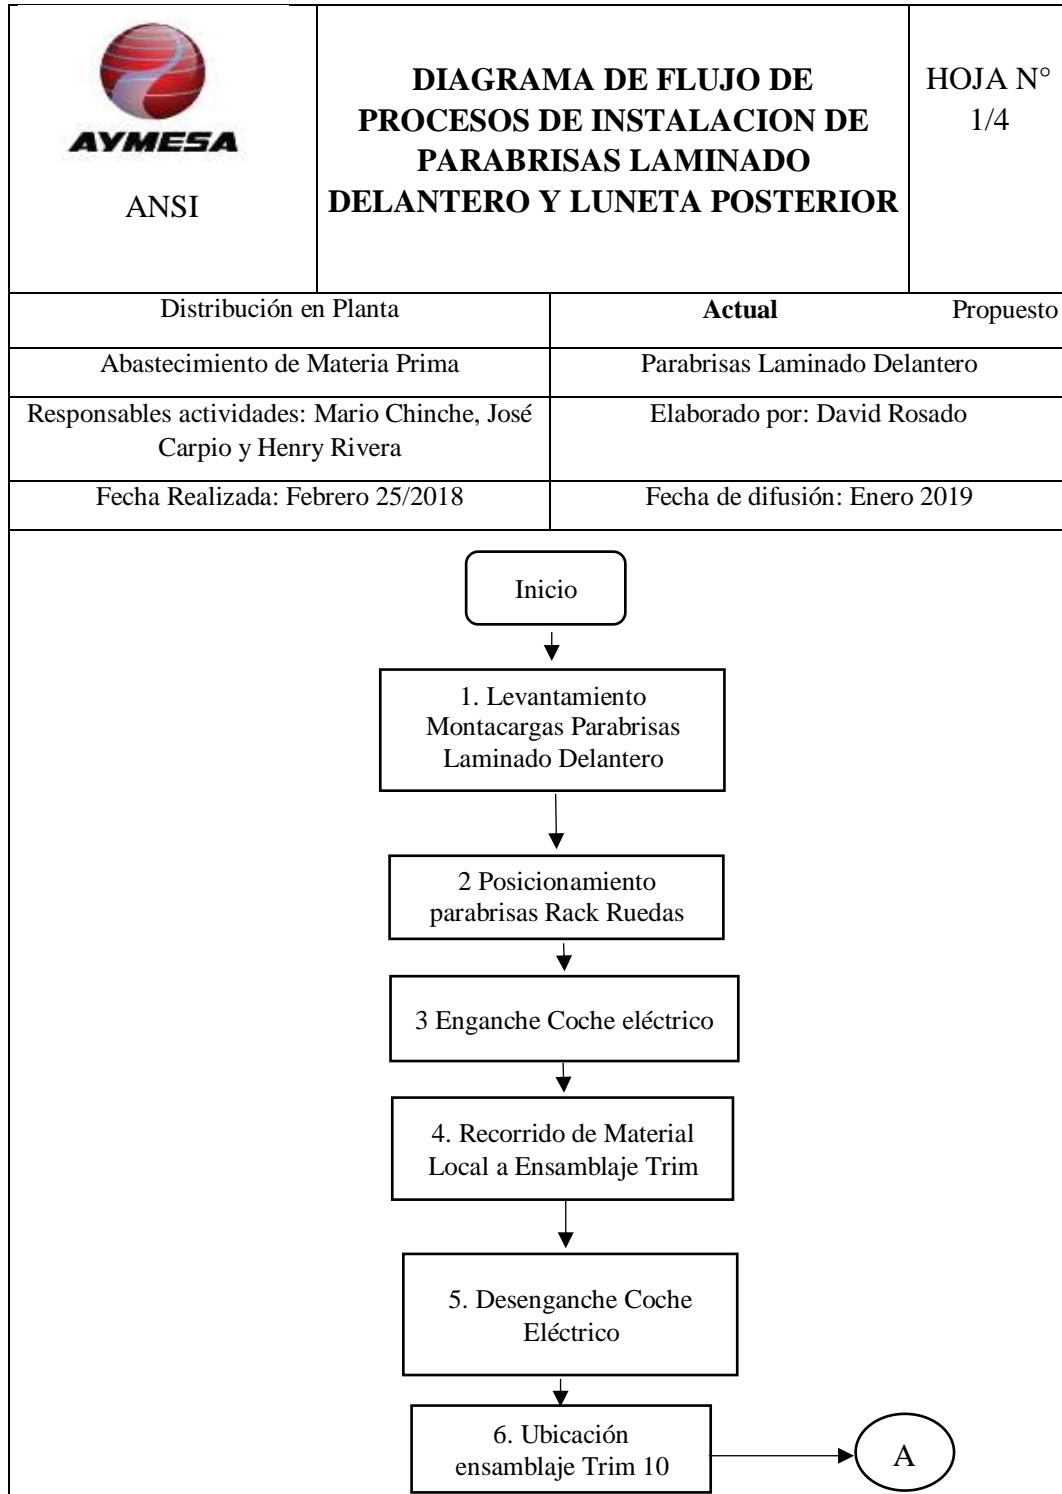 AYMESA
ANSI
DIAGRAMA DE FLUJO DE
PROCESOS DE INSTALACION DE
PARABRISAS LAMINADO
DELANTERO Y LUNETA POSTERIOR
HOJA N°
1/4
Distribución en Planta
Actual Propuesto
Abastecimiento de Materia Prima
Parabrisas Laminado Delantero
Responsables actividades: Mario Chinche, José
Carpio y Henry Rivera
Elaborado por: David Rosado
Fecha Realizada: Febrero 25/2018
Fecha de difusión: Enero 2019
Inicio
1. Levantamiento
Montacargas Parabrisas
Laminado Delantero
2 Posicionamiento
parabrisas Rack Ruedas
3 Enganche Coche eléctrico
4. Recorrido de Material
Local a Ensamblaje Trim
5. Desenganche Coche
Eléctrico
6. Ubicación
ensamblaje Trim 10
A